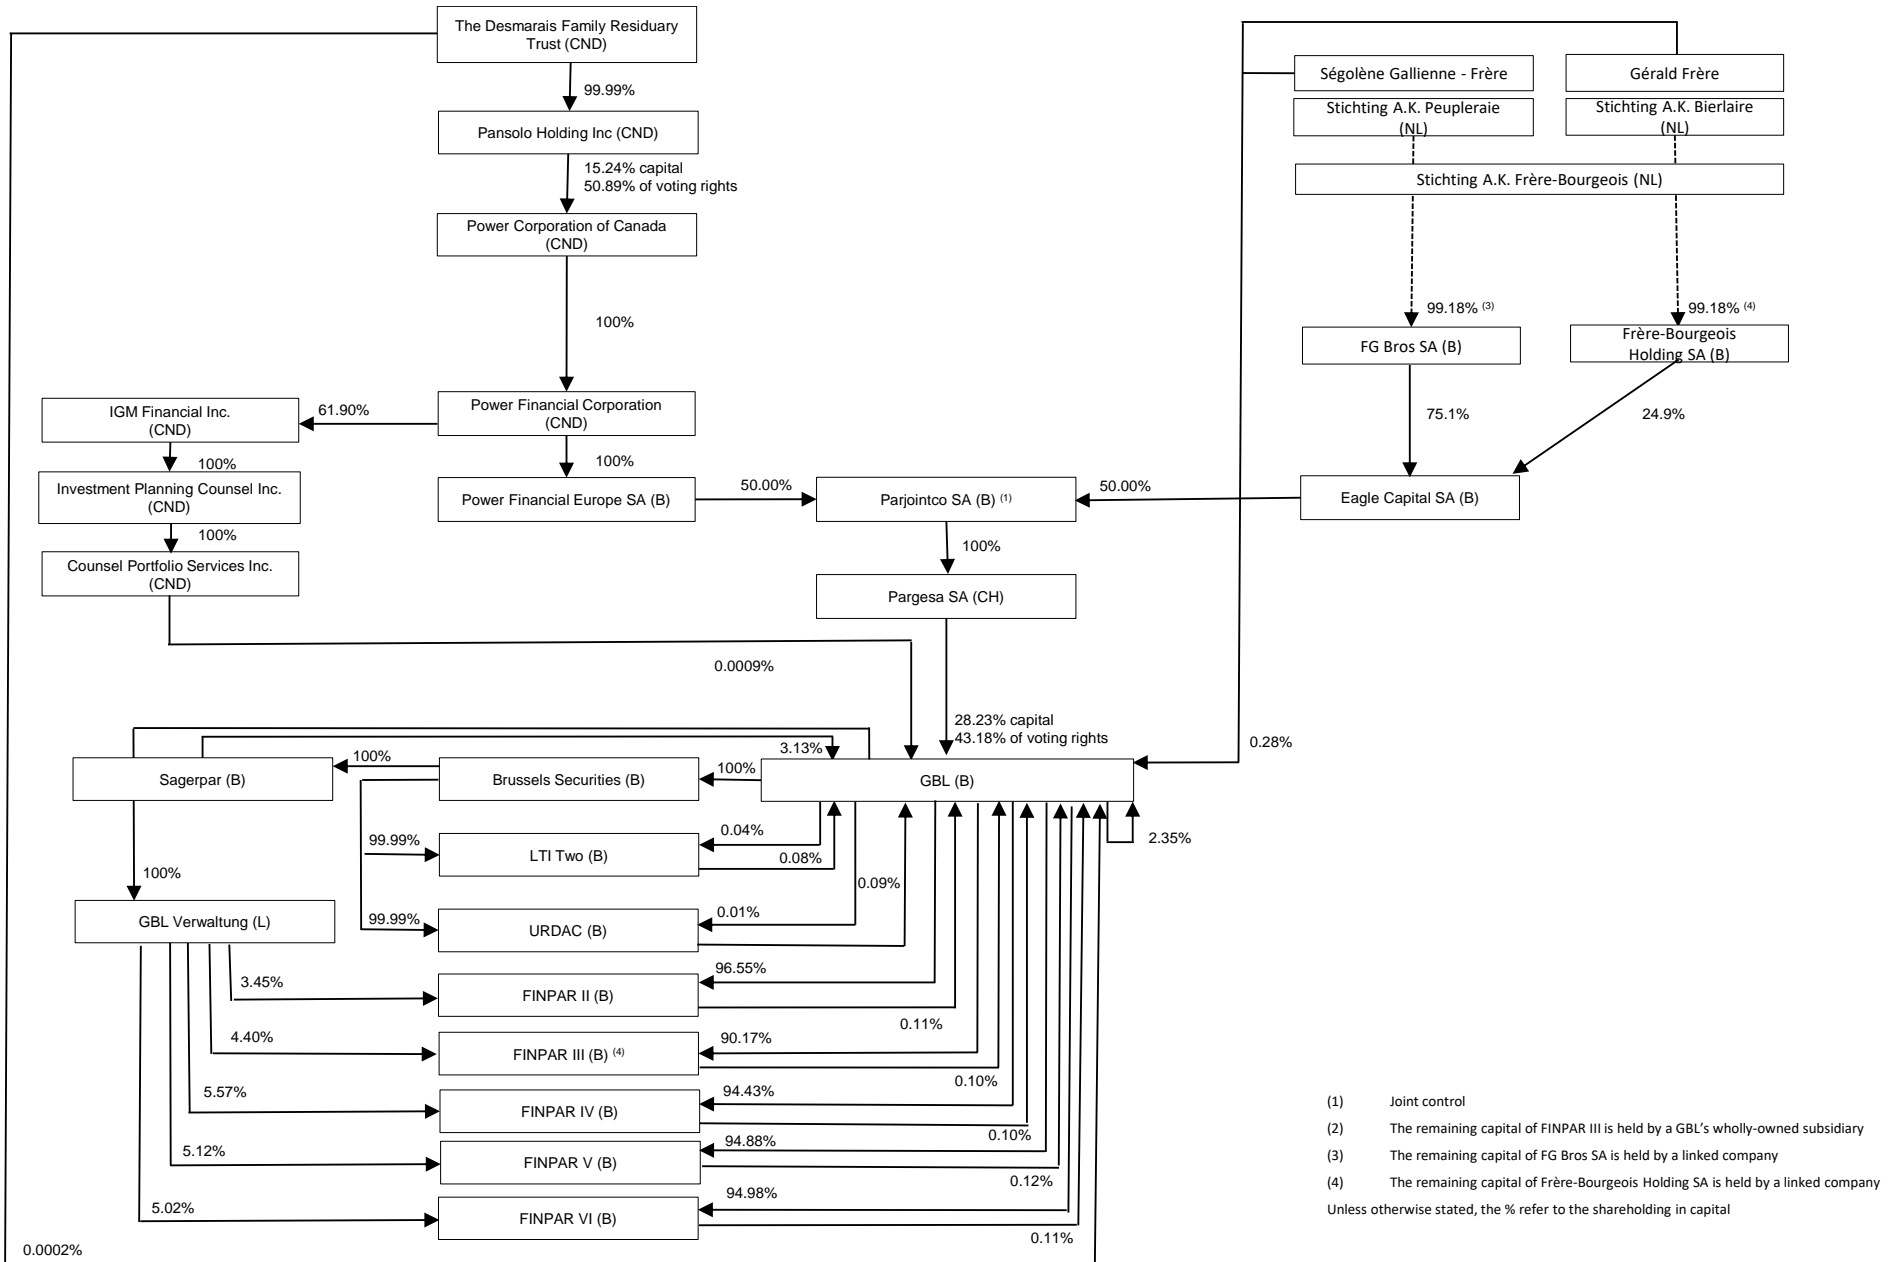 The Desmarais Family Residuary
Trust (CND)
99.99%
Pansolo Holding Inc (CND)
15.24% capital
50.89% of voting rights
Power Corporation of Canada
(CND)
100%
Power Financial Corporation
(CND)
61.90%
IGM Financial Inc.
(CND)
100%
Investment Planning Counsel Inc.
(CND)
100%
Counsel Portfolio Services Inc.
(CND)
0.0009%
100%
Power Financial Europe SA (B)
50.00%
Parjointco SA (B) (1)
50.00%
100%
Pargesa SA (CH)
28.23% capital
43.18% of voting rights
Ségolène Gallienne - Frère
Gérald Frère
Stichting A.K. Peupleraie
(NL)
Stichting A.K. Bierlaire
(NL)
Stichting A.K. Frère-Bourgeois (NL)
99.18% (3)
99.18% (4)
FG Bros SA (B)
Frère-Bourgeois
Holding SA (B)
75.1%
24.9%
Eagle Capital SA (B)
0.28%
3.13%
100%
100%
Sagerpar (B)
Brussels Securities (B)
GBL (B)
2.35%
99.99%
0.04%
LTI Two (B)
0.08%
100%
0.09%
GBL Verwaltung (L)
99.99%
0.01%
URDAC (B)
3.45%
96.55%
FINPAR II (B)
0.11%
4.40%
90.17%
FINPAR III (B) (4)
0.10%
5.57%
94.43%
FINPAR IV (B)
0.10%
5.12%
94.88%
FINPAR V (B)
0.12%
5.02%
94.98%
FINPAR VI (B)
0.11%
0.0002%
(1) Joint control
(2) The remaining capital of FINPAR III is held by a GBL's wholly-owned subsidiary
(3) The remaining capital of FG Bros SA is held by a linked company
(4) The remaining capital of Frère-Bourgeois Holding SA is held by a linked company
Unless otherwise stated, the % refer to the shareholding in capital